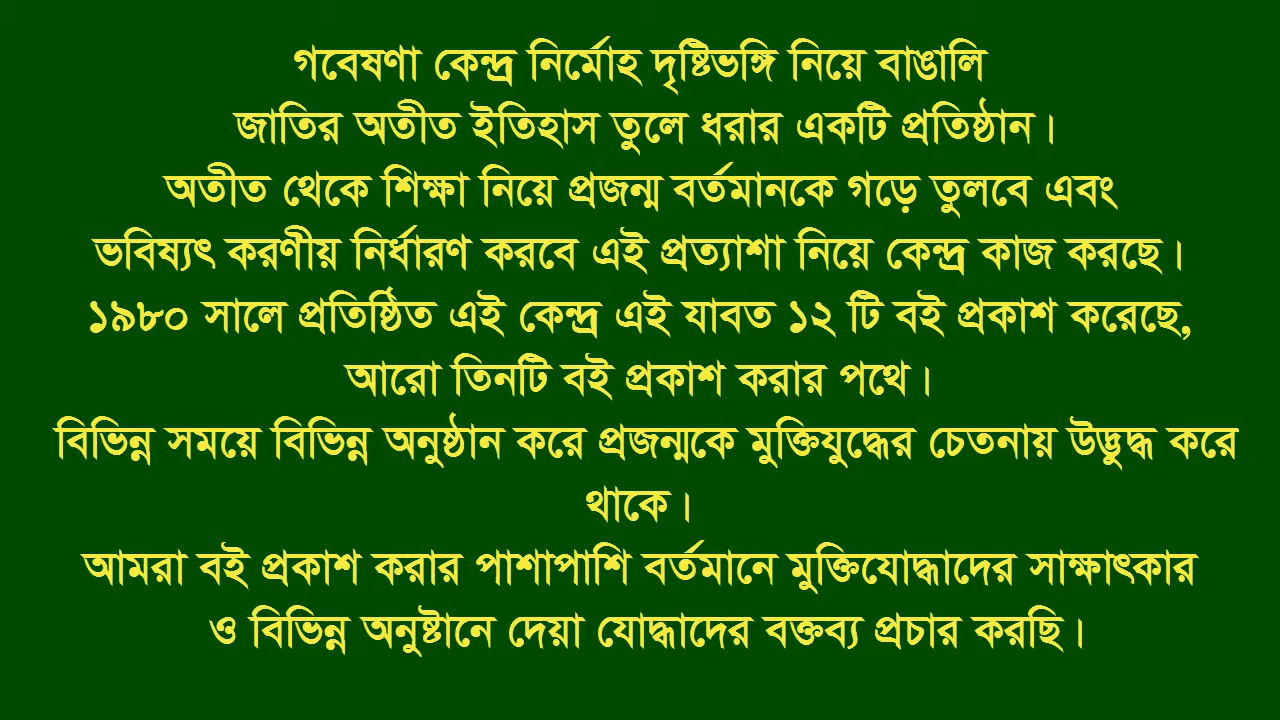 গবেষণা কেন্দ্র নির্মোহ দৃষ্টিভঙ্গি নিয়ে বাঙালি
জাতির অতীত ইতিহাস তুলে ধরার একটি প্রতিষ্ঠান।
অতীত থেকে শিক্ষা নিয়ে প্রজন্ম বর্তমানকে গড়ে তুলবে এবং
ভবিষ্যৎ করণীয় নির্ধারণ করবে এই প্রত্যাশা নিয়ে কেন্দ্র কাজ করছে।
১৯৮০ সালে প্রতিষ্ঠিত এই কেন্দ্র এই যাবত ১২ টি বই প্রকাশ করেছে,
আরো তিনটি বই প্রকাশ করার পথে।
বিভিন্ন সময়ে বিভিন্ন অনুষ্ঠান করে প্রজন্মকে মুক্তিযুদ্ধের চেতনায় উদ্ভুদ্ধ করে
থাকে।
আমরা বই প্রকাশ করার পাশাপাশি বর্তমানে মুক্তিযোদ্ধাদের সাক্ষাৎকার
ও বিভিন্ন অনুষ্টানে দেয়া যোদ্ধাদের বক্তব্য প্রচার করছি।